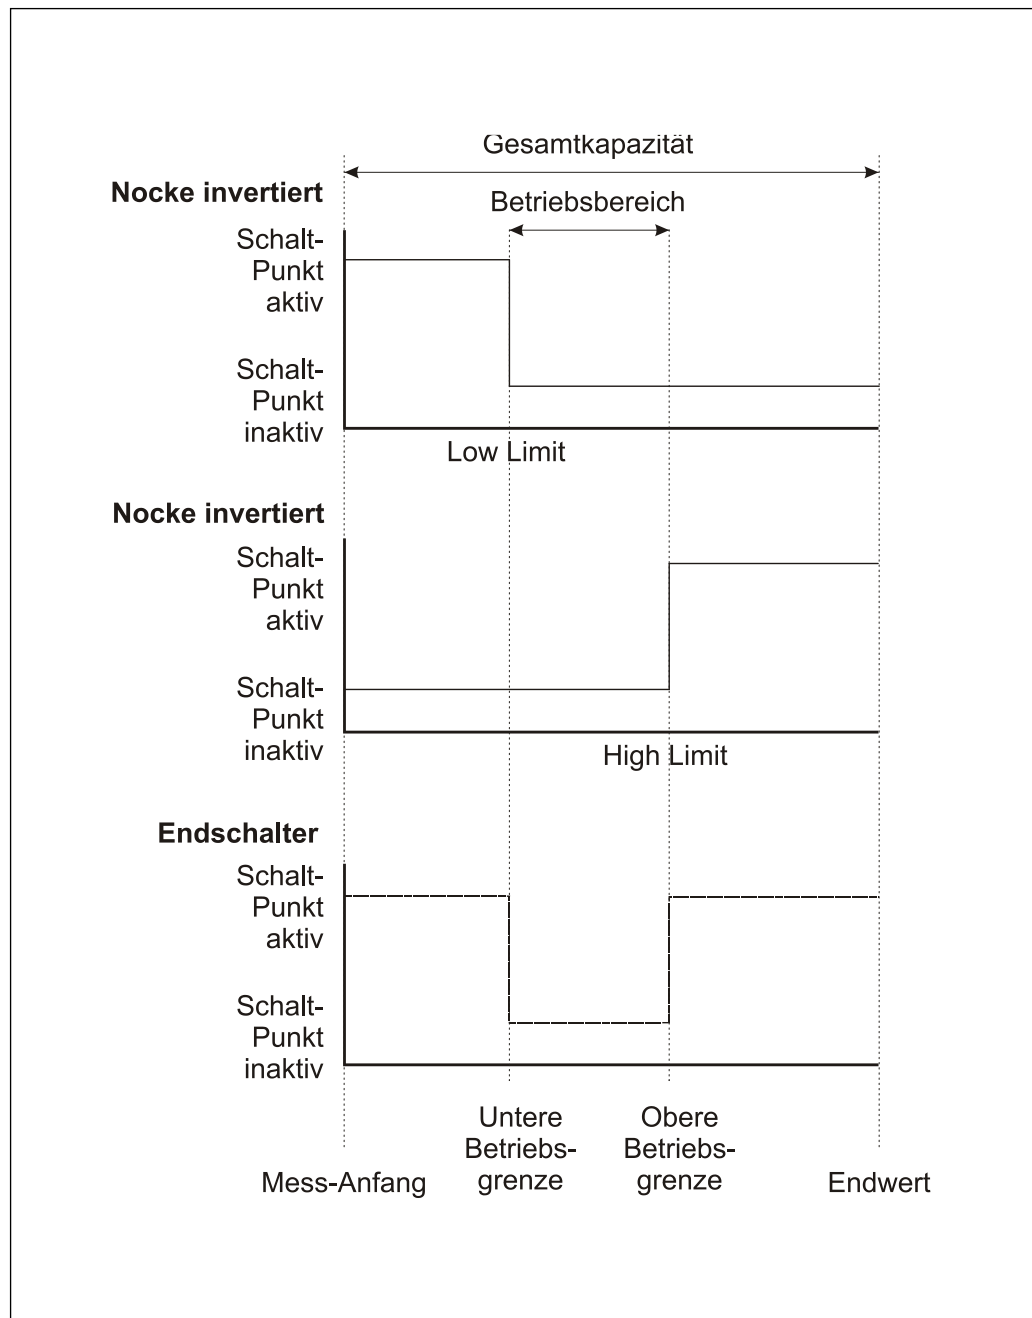 Gesamtkapazität
Nocke invertiert
Betriebsbereich
Schalt-
Punkt
aktiv
Schalt-
Punkt
inaktiv
Low Limit
Nocke invertiert
Schalt-
Punkt
aktiv
Schalt-
Punkt
inaktiv
High Limit
Endschalter
Schalt-
Punkt
aktiv
Schalt-
Punkt
inaktiv
Mess-Anfang
Untere
Betriebs-
grenze
Obere
Betriebs-
grenze
Endwert